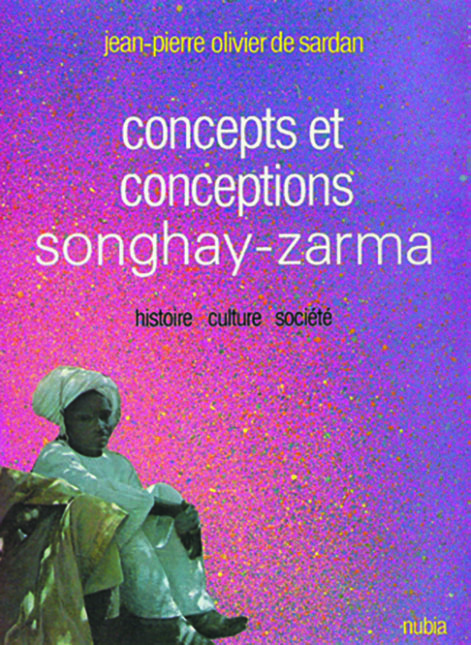 jean-pierre olivier de sardan
concepts et
conceptions
songhay-zarma
histoire culture société
nubia